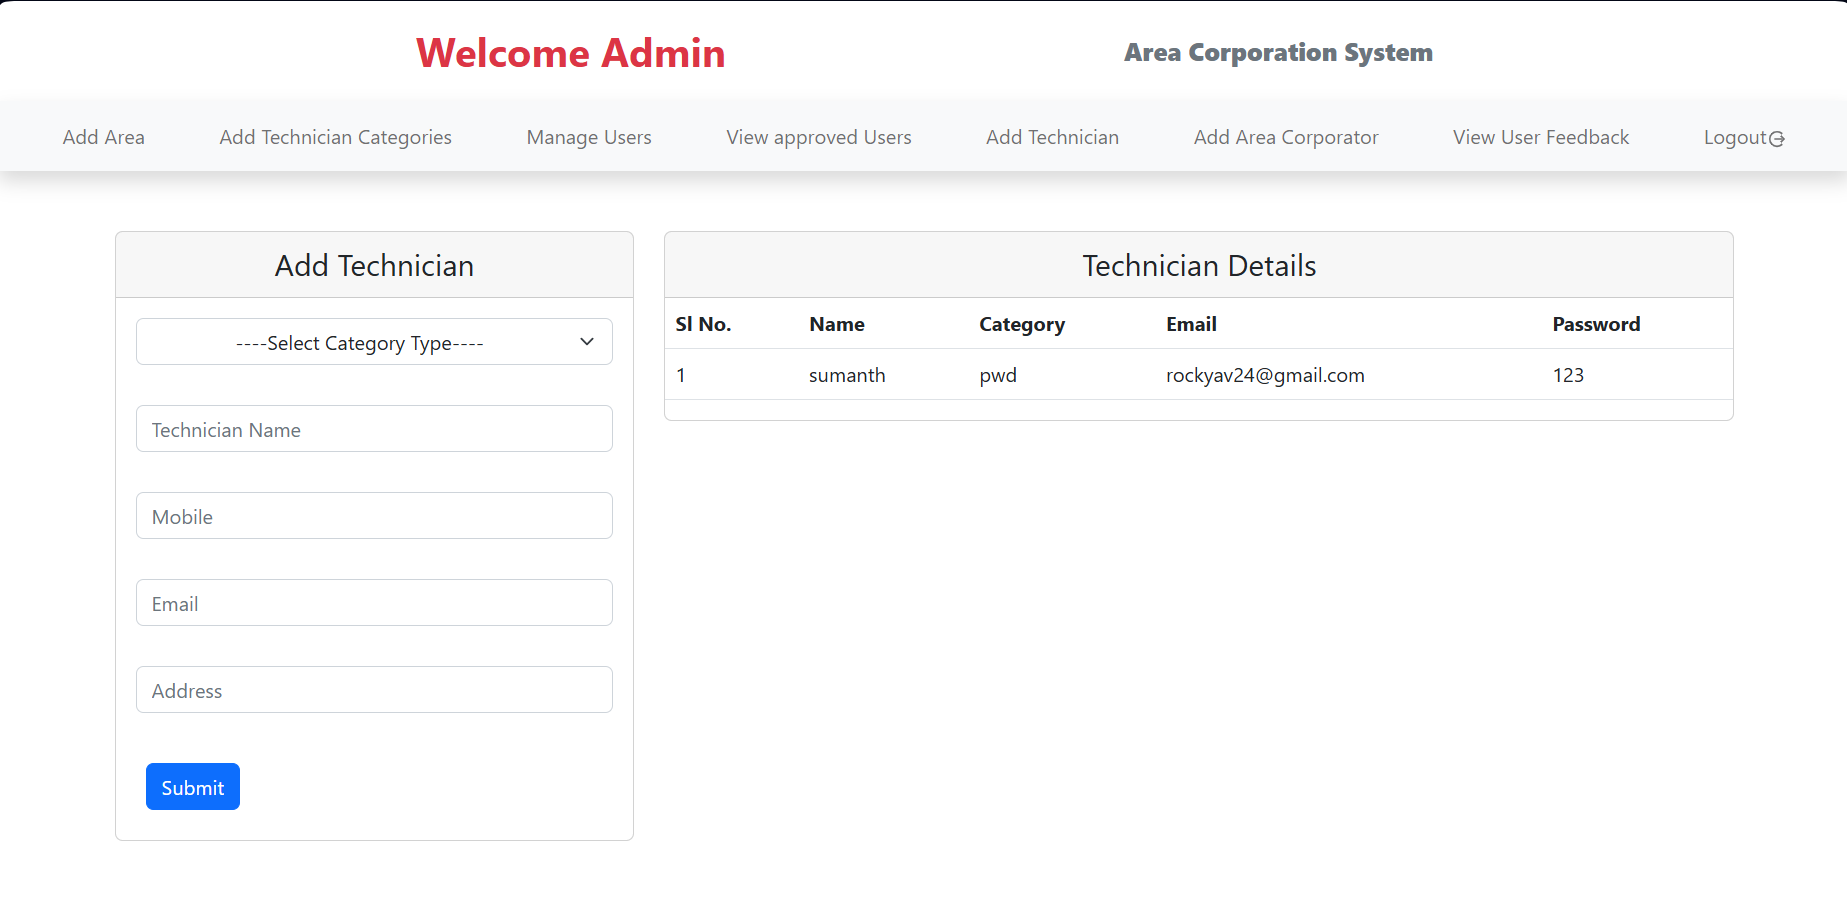 Welcome Admin
Area Corporation System
Add Area Add Technician Categories Manage Users View approved Users Add Technician Add Area Corporator View User Feedback Logout
Add Technician
----Select Category Type----
Technician Name
Mobile
Email
Address
Submit
Technician Details
Sl No. Name Category Email Password
1 sumanth pwd rockyav24@gmail.com 123